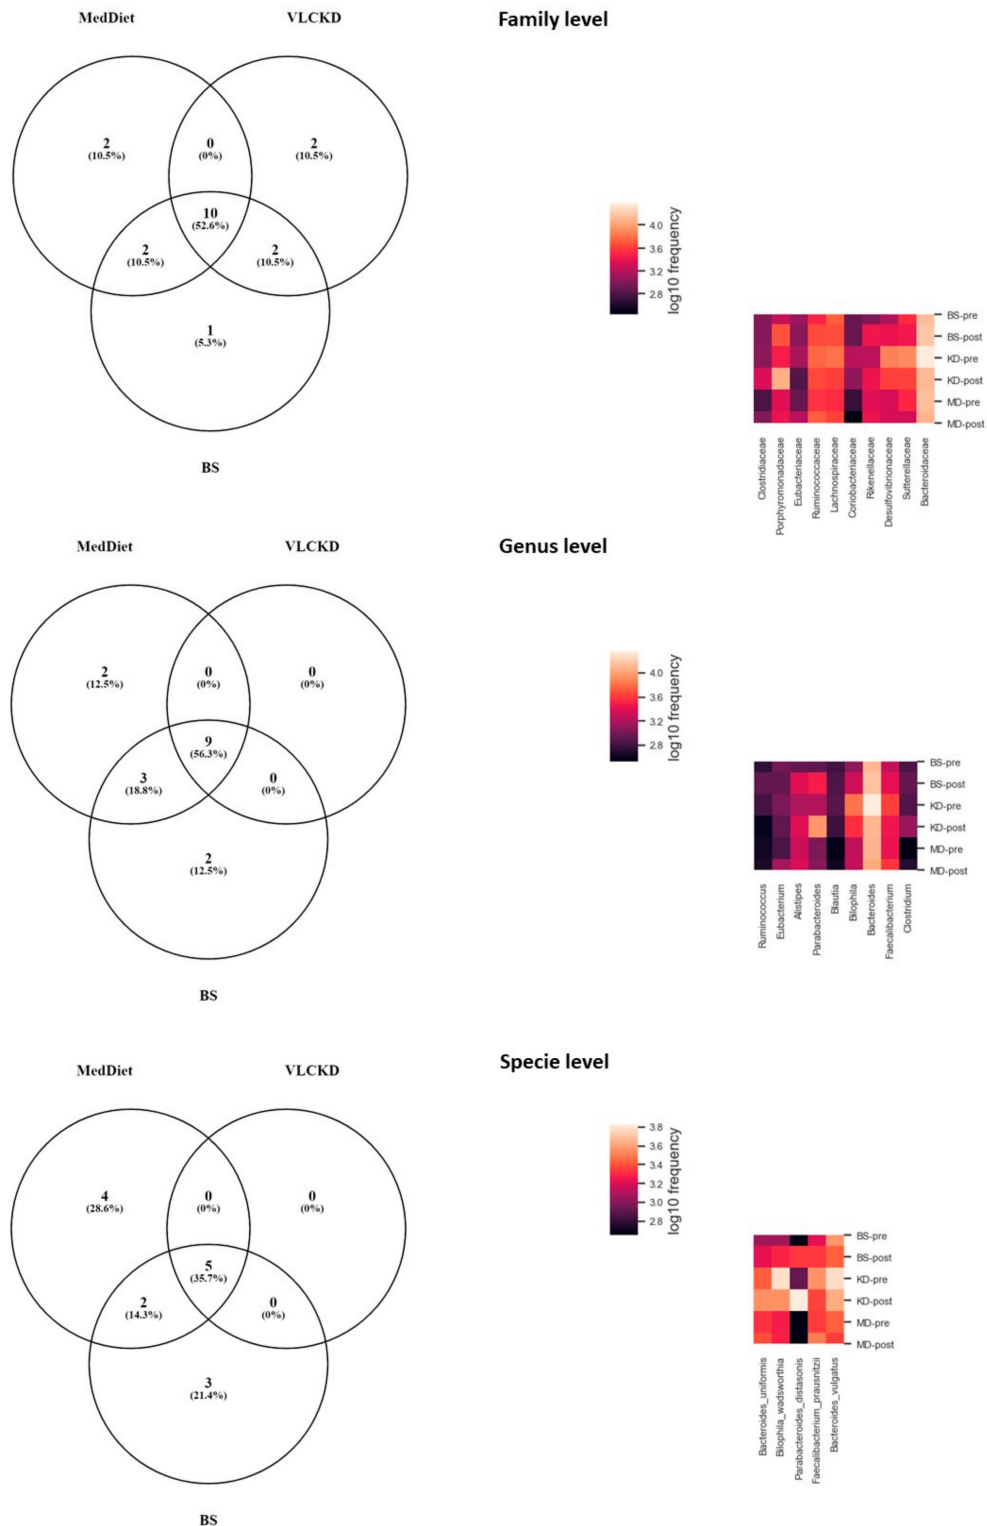 MedDiet VLCKD Family level
2 0 2
(10.5%) (0%) (10.5%)
10
(52.6%)
2 2
(10.5%) (10.5%)
1
(5.3%)
BS
4.0
3.6
3.2
2.8
log10 frequency
BS-pre
BS-post
KD-pre
KD-post
MD-pre
MD-post
Clostridiaceae
Porphyromonadaceae
Eubacteriaceae
Ruminococcaceae
Lachnospiraceae
Coriobacteriaceae
Rikenellaceae
Desulfovibrionaceae
Sutterellaceae
Bacteroidaceae
MedDiet VLCKD Genus level
2 0 0
(12.5%) (0%) (0%)
9
(56.3%)
3 0
(18.8%) (0%)
2
(12.5%)
BS
4.0
3.6
3.2
2.8
log10 frequency
BS-pre
BS-post
KD-pre
KD-post
MD-pre
MD-post
Ruminococcus
Eubacterium
Alistipes
Parabacteroides
Blautia
Bilophila
Bacteroides
Faecalibacterium
Clostridium
MedDiet VLCKD Specie level
4 0 0
(28.6%) (0%) (0%)
5
(35.7%)
2 0
(14.3%) (0%)
3
(21.4%)
BS
3.8
3.6
3.4
3.2
3.0
2.8
log10 frequency
BS-pre
BS-post
KD-pre
KD-post
MD-pre
MD-post
Bacteroides_uniformis
Bilophila_wadsworthia
Parabacteroides_distasonis
Faecalibacterium_prausnitzii
Bacteroides_vulgatus